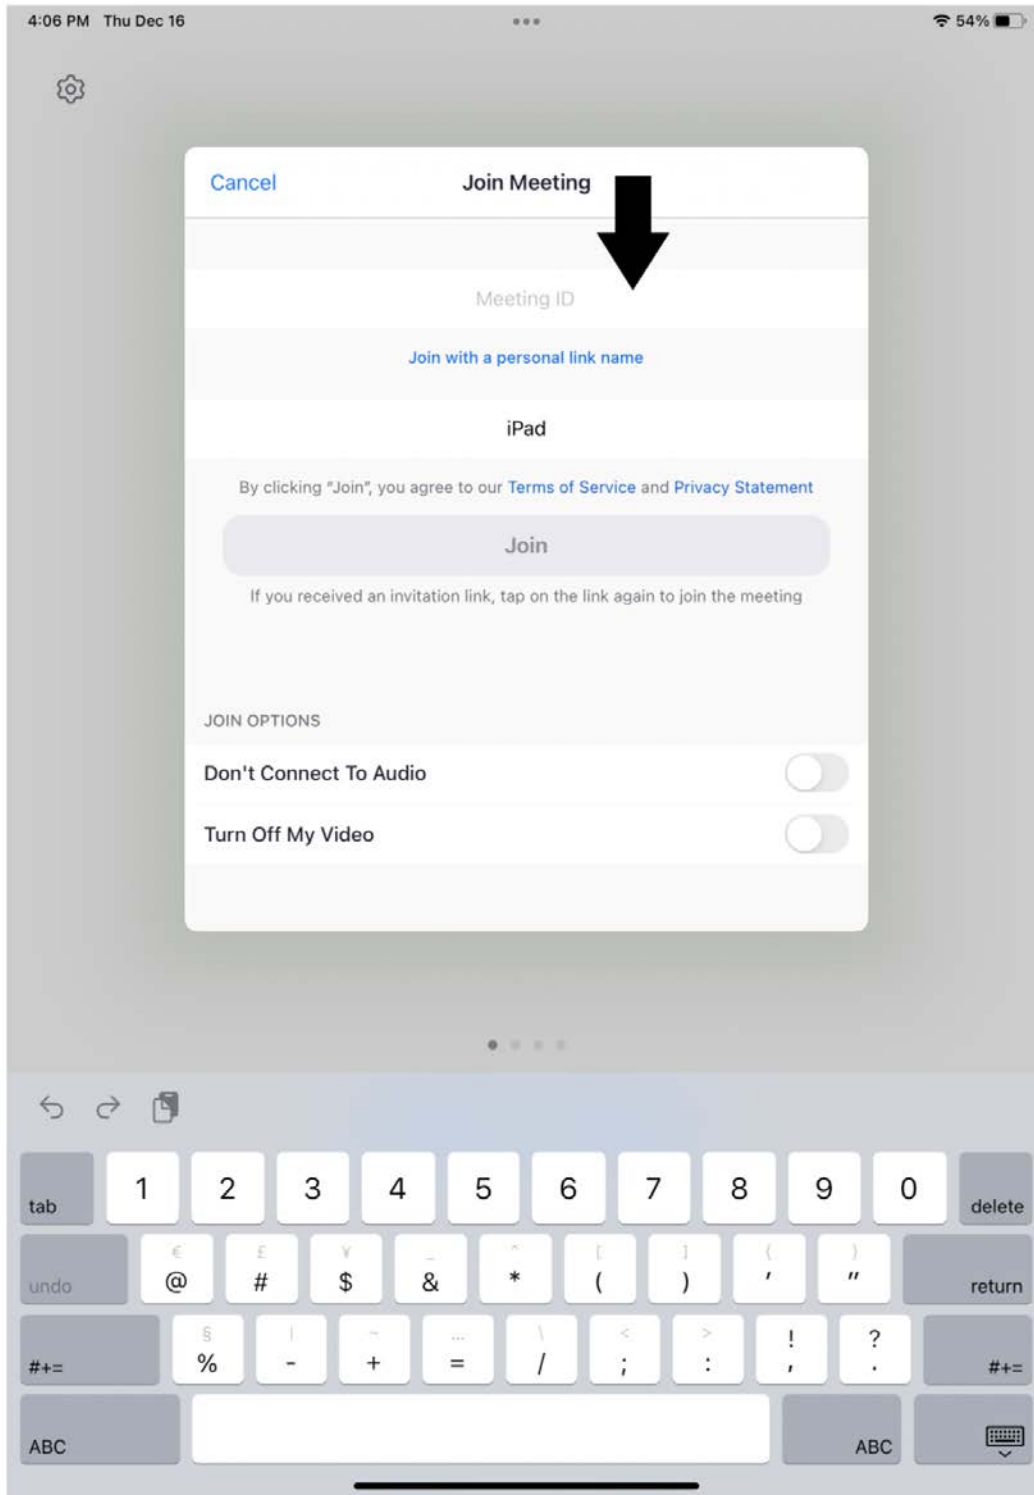 4:06 PM Thu Dec 16 54%
Cancel Join Meeting
Meeting ID
Join with a personal link name
iPad
By clicking "Join", you agree to our Terms of Service and Privacy Statement
Join
If you received an invitation link, tap on the link again to join the meeting
JOIN OPTIONS
Don't Connect To Audio
Turn Off My Video
tab 1 2 3 4 5 6 7 8 9 0 delete
€ £ ¥ _ ^ [ ] { }
undo @ # $ & * ( ) ' " return
§ | ~ … \ < > ! ?
#+= % - + = / ; : , . #+=
ABC ABC